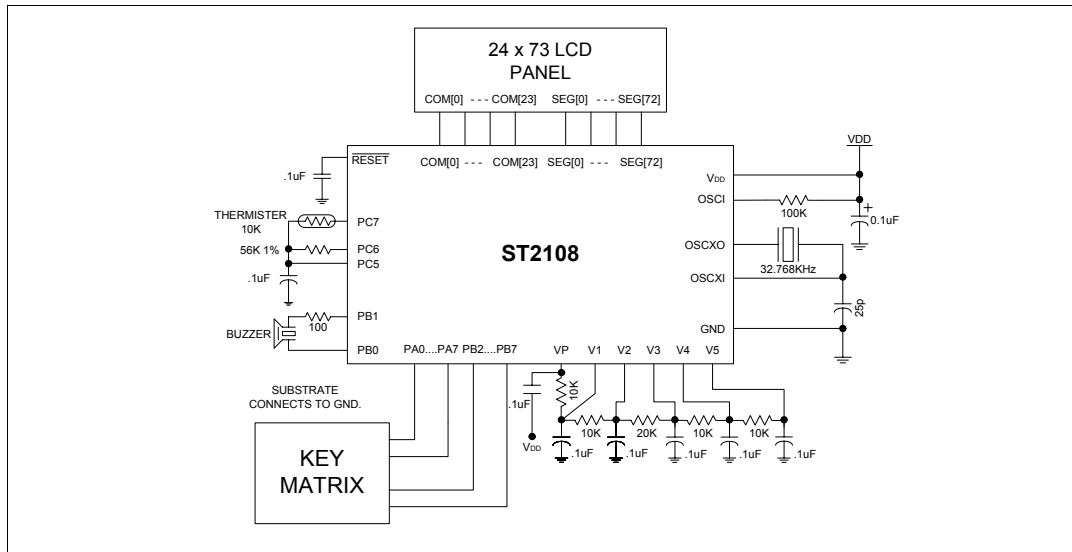 24 x 73 LCD
PANEL
COM[0] - - - COM[23] SEG[0] - - - SEG[72]
COM[0] - - - COM[23] SEG[0] - - - SEG[72]
RESET
.1uF
THERMISTER
10K
PC7
56K 1%
PC6
PC5
.1uF
PB1
100
BUZZER
PB0
ST2108
VDD
VDD
OSCI
100K
+
0.1uF
OSCXO
32.768KHz
OSCXI
25p
GND
PA0....PA7 PB2....PB7 VP V1 V2 V3 V4 V5
SUBSTRATE
CONNECTS TO GND.
KEY
MATRIX
.1uF
10K
VDD
10K 20K 10K 10K
.1uF .1uF .1uF .1uF .1uF